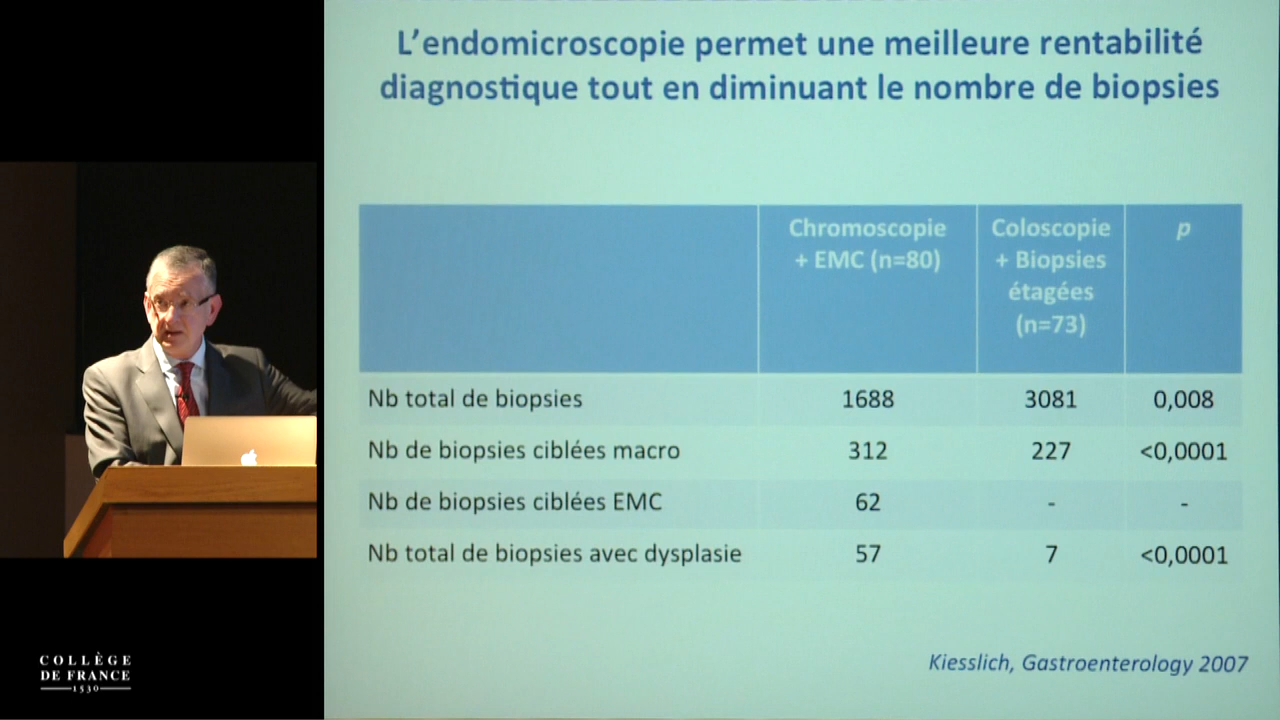 L'endomicroscopie permet une meilleure rentabilité
diagnostique tout en diminuant le nombre de biopsies
Chromoscopie
+ EMC (n=80)
Coloscopie
+ Biopsies
étagées
(n=73)
p
Nb total de biopsies 1688 3081 0,008
Nb de biopsies ciblées macro 312 227 <0,0001
Nb de biopsies ciblées EMC 62 - -
Nb total de biopsies avec dysplasie 57 7 <0,0001
Kiesslich, Gastroenterology 2007
COLLÈGE
DE FRANCE
1530